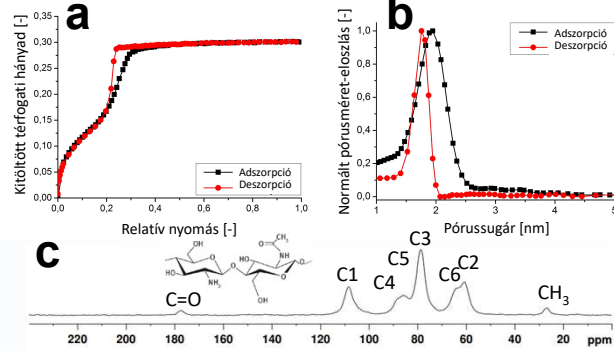 a
Kitöltött térfogati hányad [-]
0,35
0,30
0,25
0,20
0,15
0,10
0,05
0,00
0,0 0,2 0,4 0,6 0,8 1,0
Relatív nyomás [-]
Adszorpció
Deszorpció
b
Normált pórusméret-eloszlás [-]
1,0
0,8
0,6
0,4
0,2
0,0
1 2 3 4 5
Pórussugár [nm]
Adszorpció
Deszorpció
c
C=O
C1
C4
C5
C3
C6
C2
CH3
220 200 180 160 140 120 100 80 60 40 20 ppm